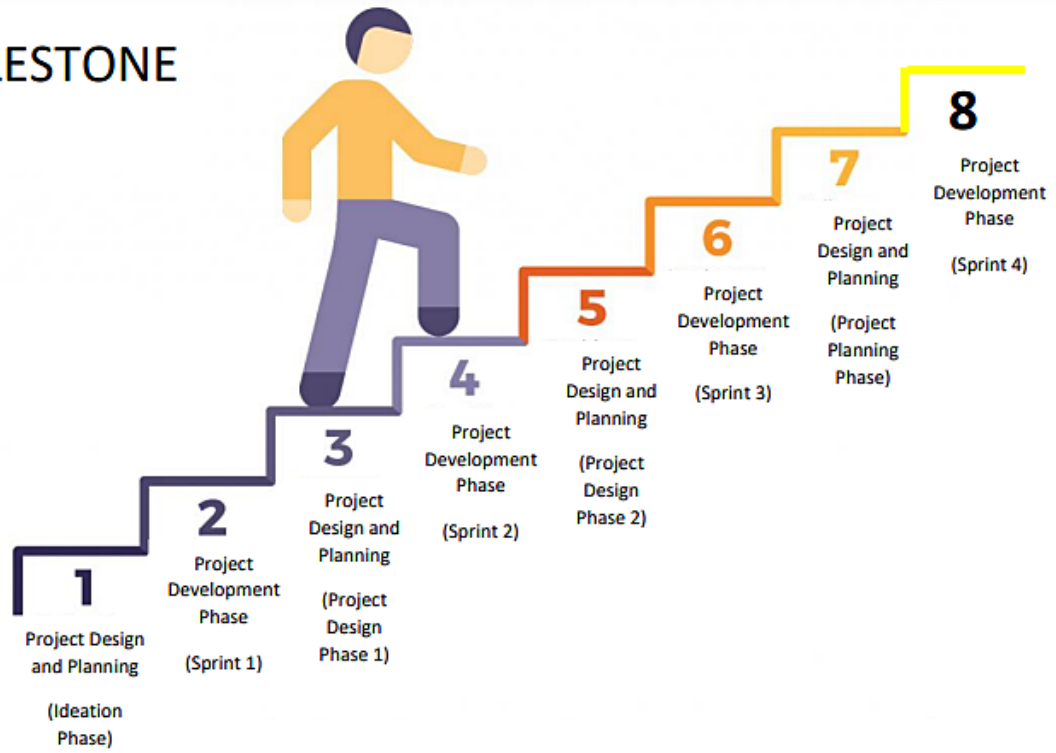 LESTONE
1
Project Design
and Planning
(Ideation
Phase)
2
Project
Development
Phase
(Sprint 1)
3
Project
Design and
Planning
(Project
Design
Phase 1)
4
Project
Development
Phase
(Sprint 2)
5
Project
Design and
Planning
(Project
Design
Phase 2)
6
Project
Development
Phase
(Sprint 3)
7
Project
Design and
Planning
(Project
Planning
Phase)
8
Project
Development
Phase
(Sprint 4)